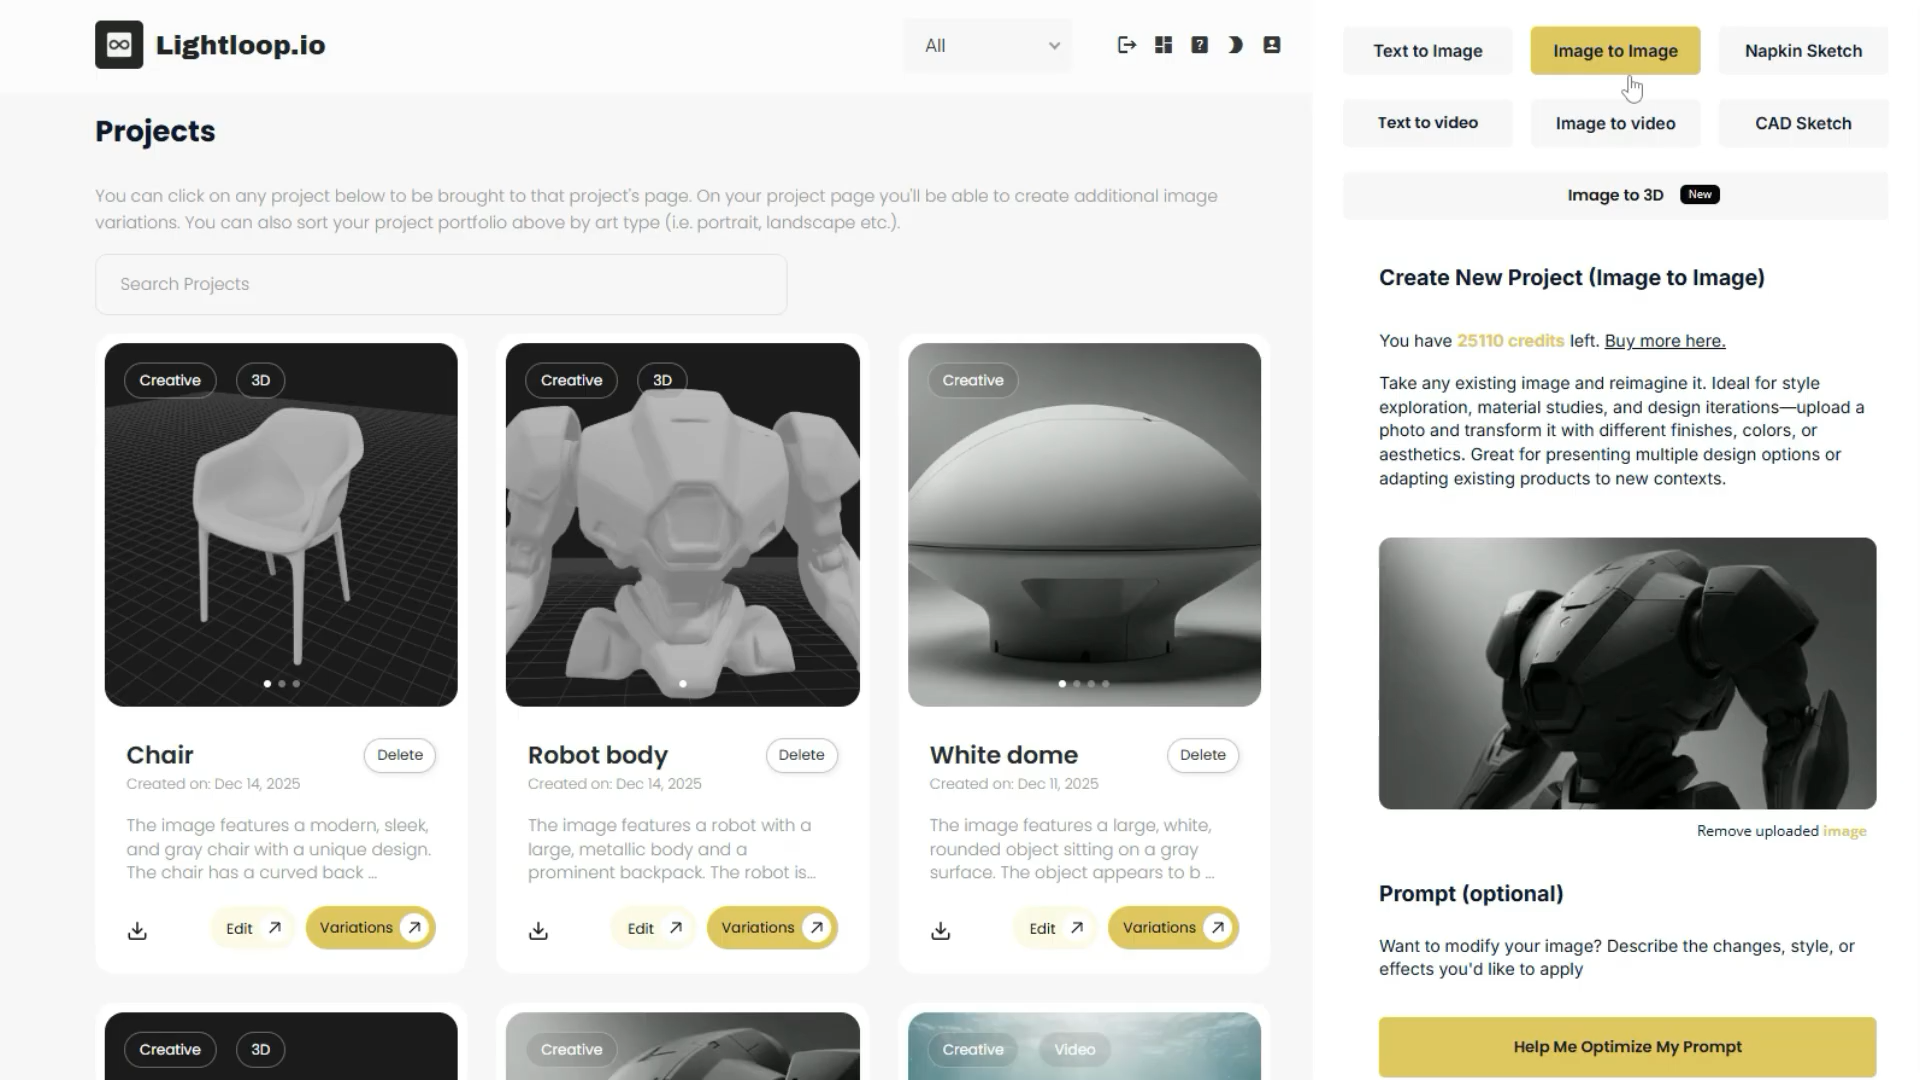 Lightloop.io
All
Projects
You can click on any project below to be brought to that project's page. On your project page you'll be able to create additional image
variations. You can also sort your project portfolio above by art type (i.e. portrait, landscape etc.).
Search Projects
Creative
3D
Chair
Delete
Created on: Dec 14, 2025
The image features a modern, sleek,
and gray chair with a unique design.
The chair has a curved back ...
Edit
Variations
Creative
3D
Robot body
Delete
Created on: Dec 14, 2025
The image features a robot with a
large, metallic body and a
prominent backpack. The robot is...
Edit
Variations
Creative
White dome
Delete
Created on: Dec 11, 2025
The image features a large, white,
rounded object sitting on a gray
surface. The object appears to b ...
Edit
Variations
Creative
3D
Creative
Creative
Video
Text to Image
Image to Image
Napkin Sketch
Text to video
Image to video
CAD Sketch
Image to 3D New
Create New Project (Image to Image)
You have 25110 credits left. Buy more here.
Take any existing image and reimagine it. Ideal for style
exploration, material studies, and design iterations—upload a
photo and transform it with different finishes, colors, or
aesthetics. Great for presenting multiple design options or
adapting existing products to new contexts.
Remove uploaded image
Prompt (optional)
Want to modify your image? Describe the changes, style, or
effects you'd like to apply
Help Me Optimize My Prompt